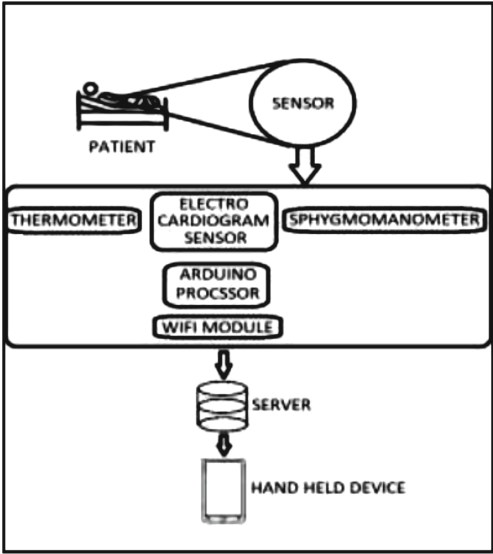 SENSOR
PATIENT
THERMOMETER
ELECTRO
CARDIOGRAM
SENSOR
SPHYGMOMANOMETER
ARDUINO
PROCSSOR
WIFI MODULE
SERVER
HAND HELD DEVICE